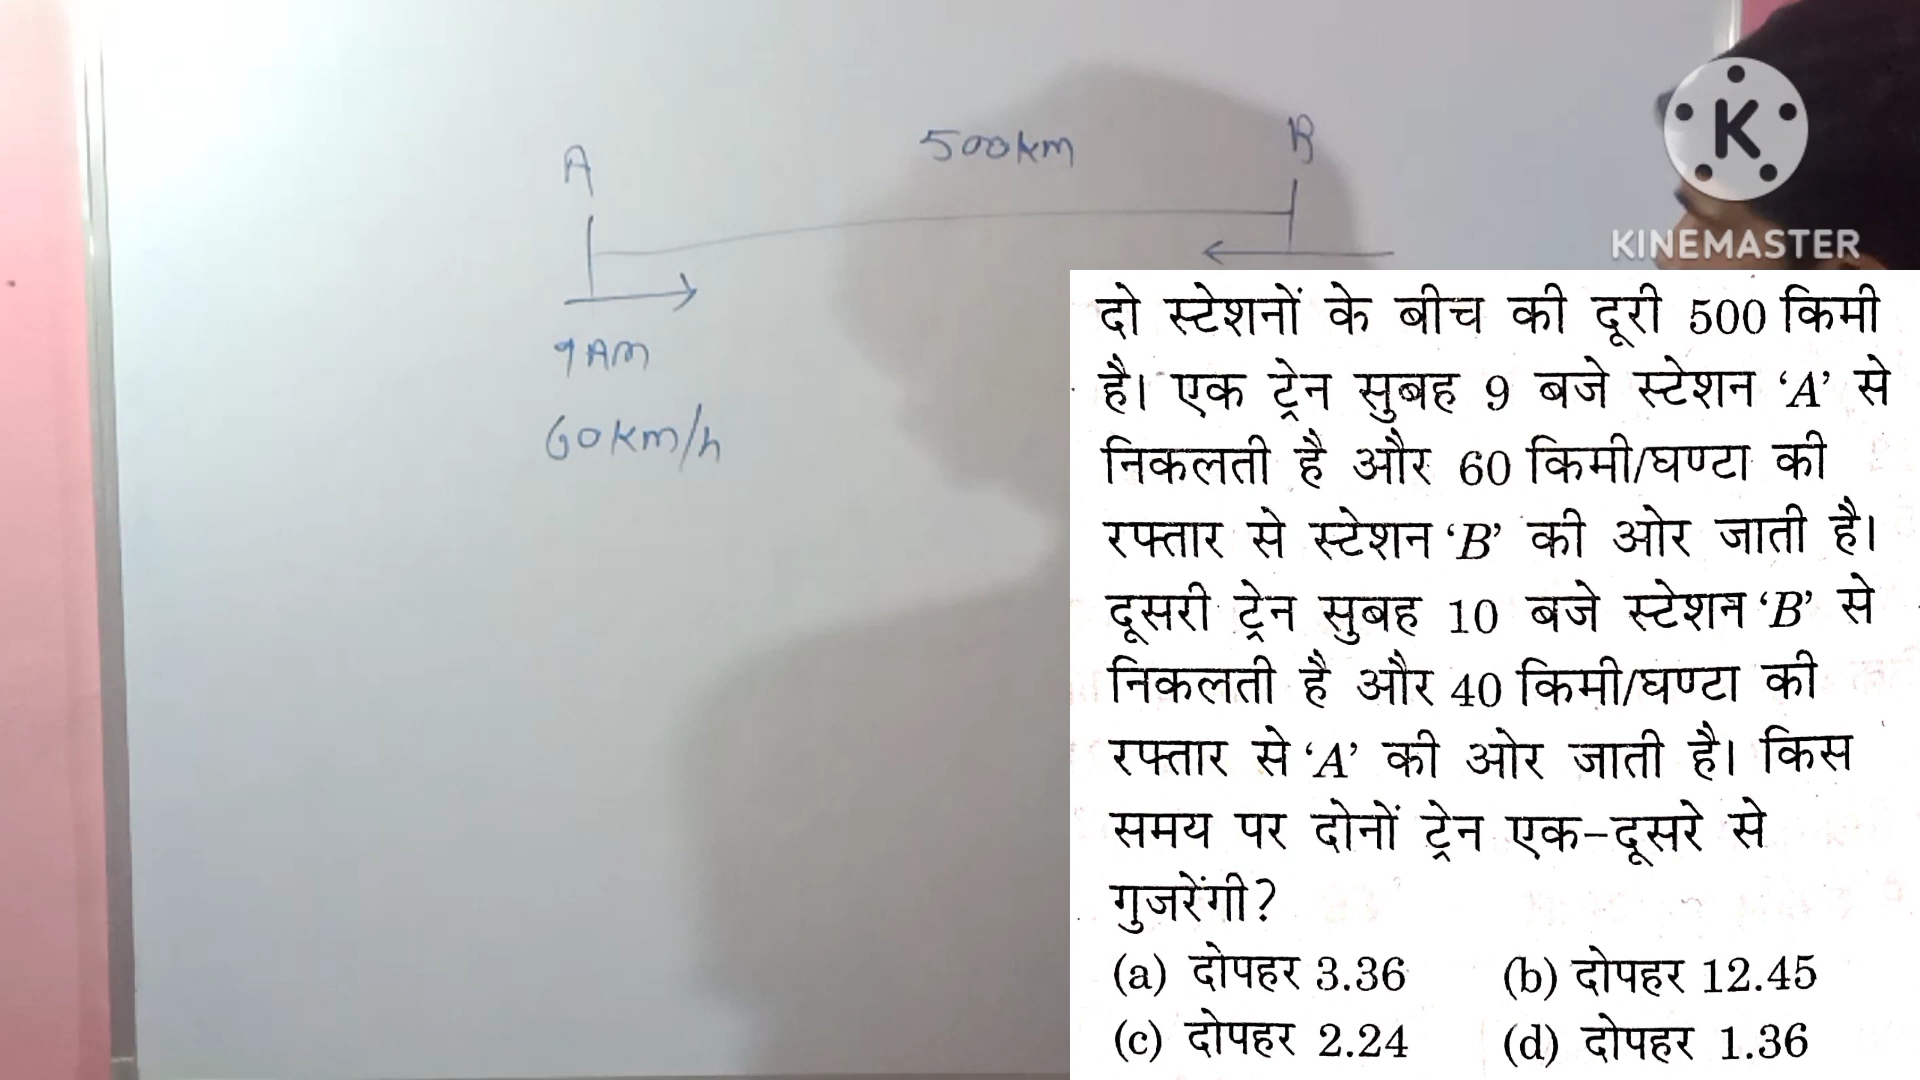 A
500km
B
9AM
60km/h
K
KINEMASTER
दो स्टेशनों के बीच की दूरी 500 किमी
है। एक ट्रेन सुबह 9 बजे स्टेशन ‘A’ से
निकलती है और 60 किमी/घण्टा की
रफ्तार से स्टेशन ‘B’ की ओर जाती है।
दूसरी ट्रेन सुबह 10 बजे स्टेशन ‘B’ से
निकलती है और 40 किमी/घण्टा की
रफ्तार से ‘A’ की ओर जाती है। किस
समय पर दोनों ट्रेन एक-दूसरे से
गुजरेंगी?
(a) दोपहर 3.36 (b) दोपहर 12.45
(c) दोपहर 2.24 (d) दोपहर 1.36